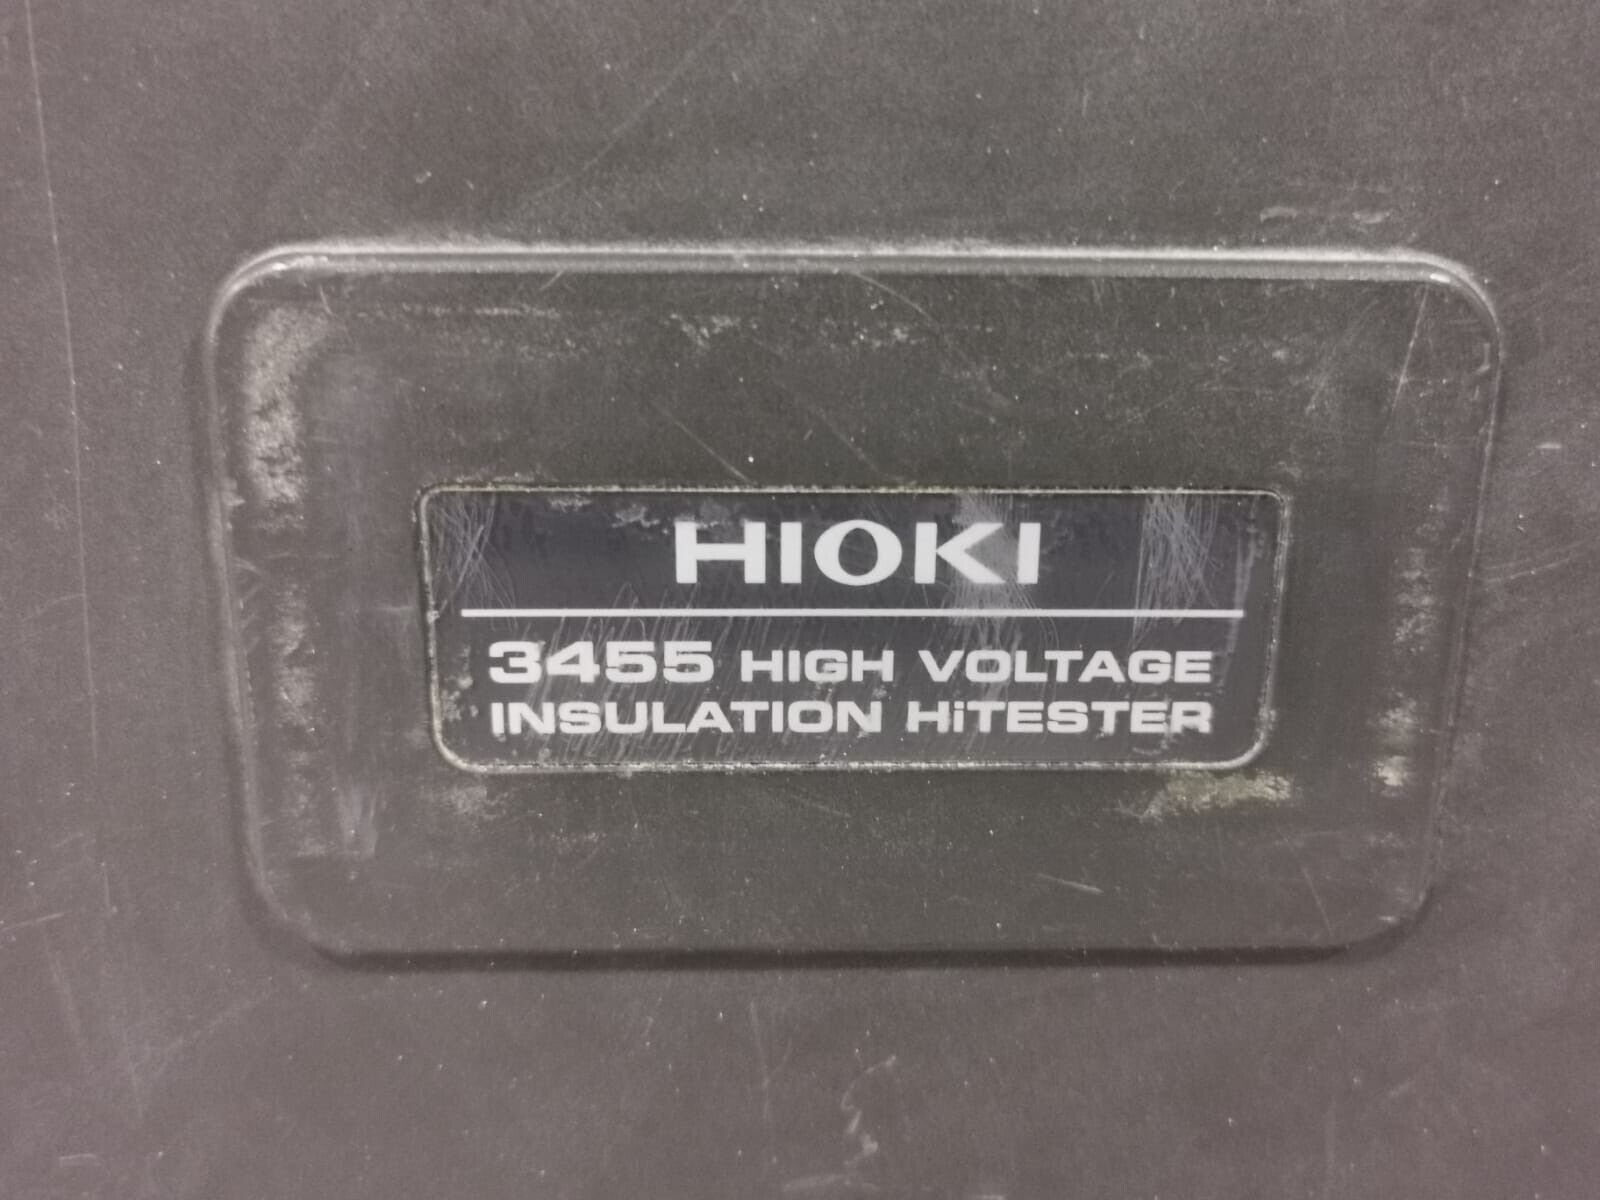 HIOKI
3455 HIGH VOLTAGE
INSULATION HiTESTER